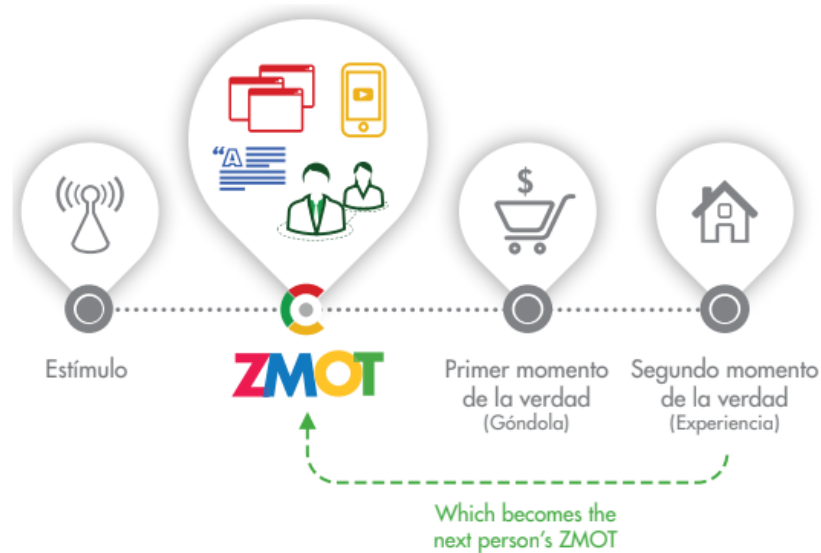 $
“A
Estímulo
ZMOT
Primer momento
de la verdad
(Góndola)
Segundo momento
de la verdad
(Experiencia)
Which becomes the
next person's ZMOT